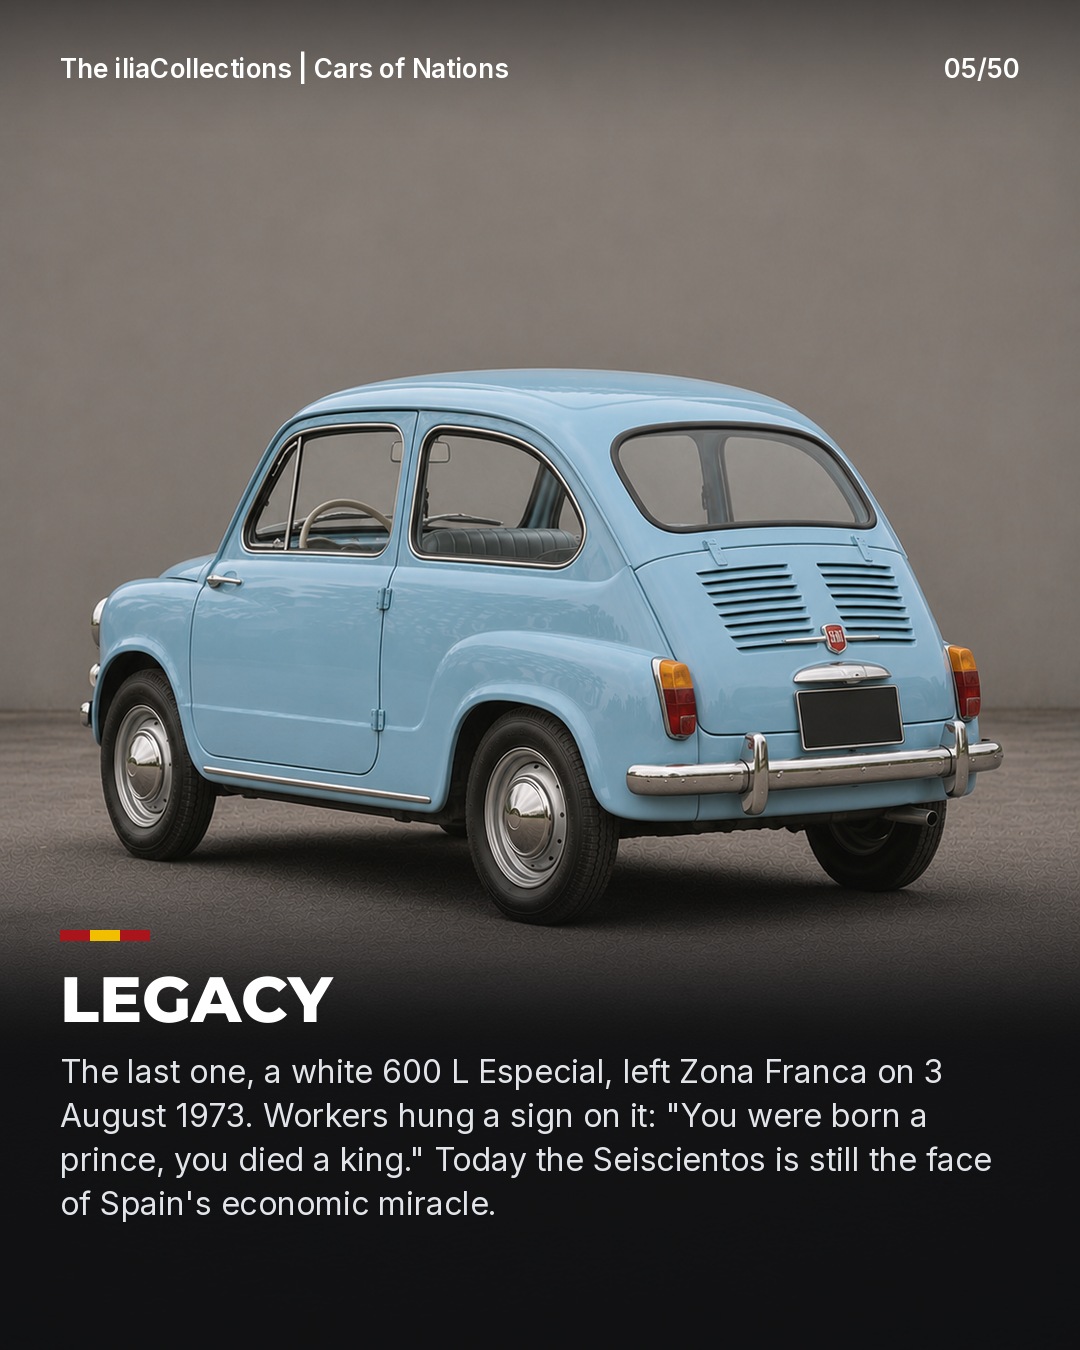 The iliaCollections | Cars of Nations
05/50
LEGACY
The last one, a white 600 L Especial, left Zona Franca on 3
August 1973. Workers hung a sign on it: "You were born a
prince, you died a king." Today the Seiscientos is still the face
of Spain's economic miracle.